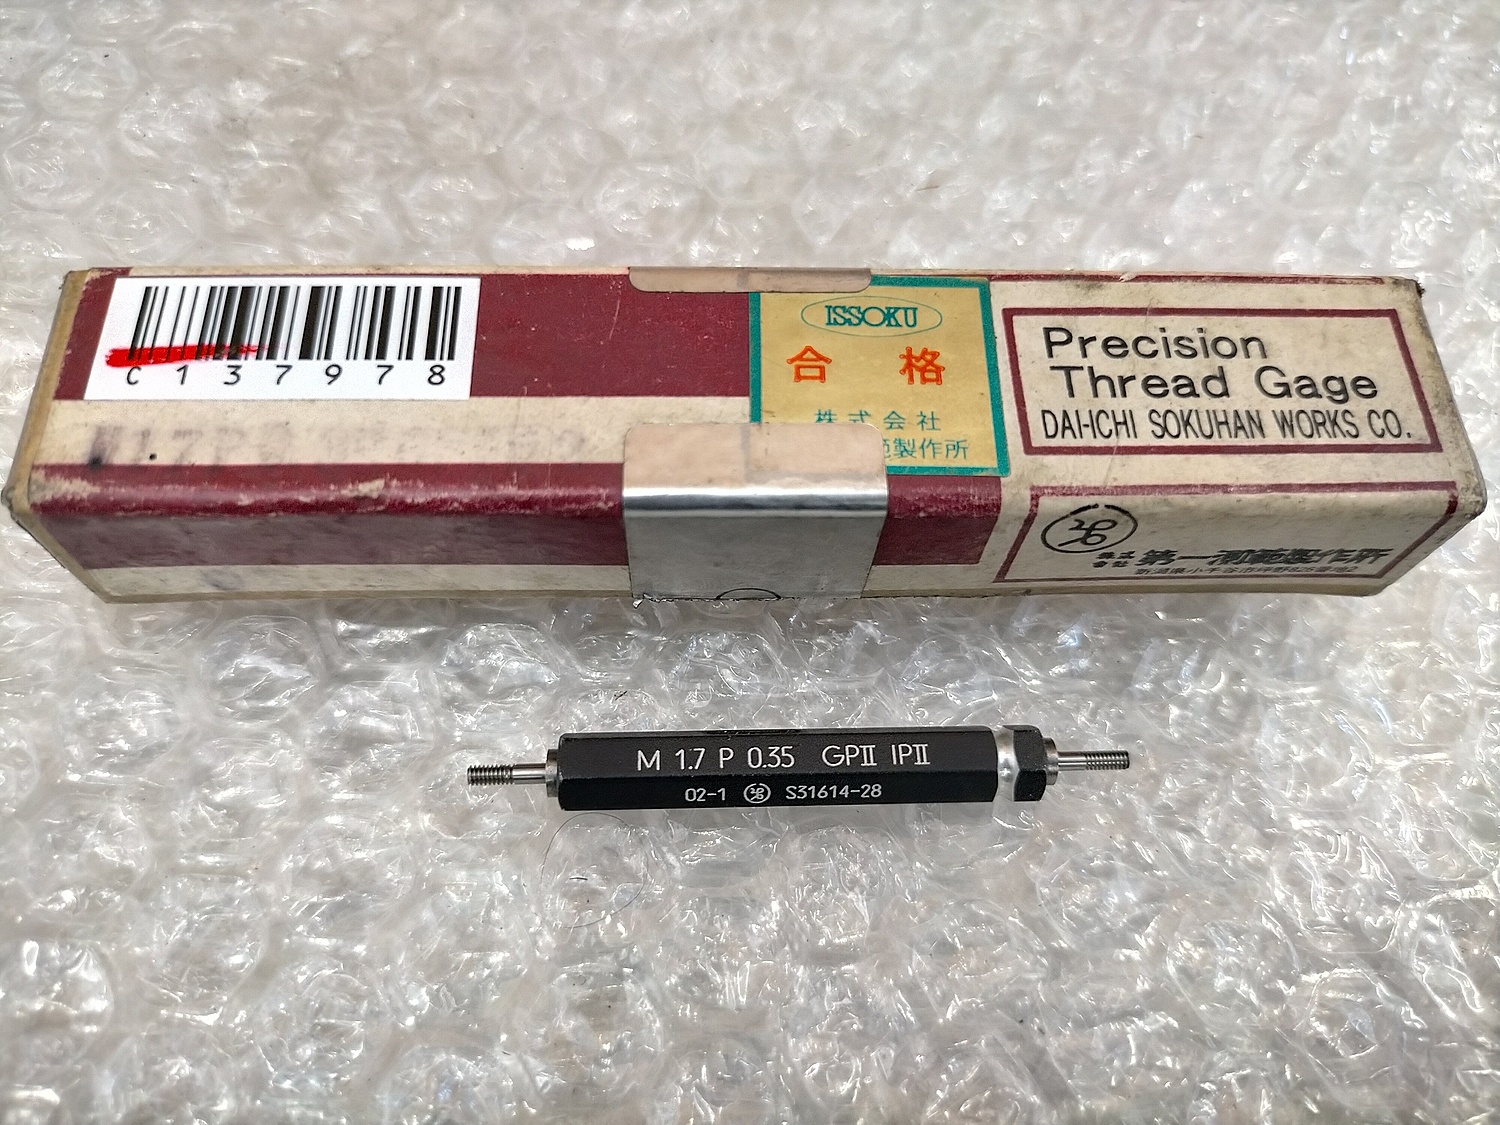 C137978
ISSOKU
合格
株式会社
製作所
Precision
Thread Gage
DAI-ICHI SOKUHAN WORKS CO.
株式
会社 第一測範製作所
M 1.7 P 0.35 GPII IPII
02-1 S31614-28